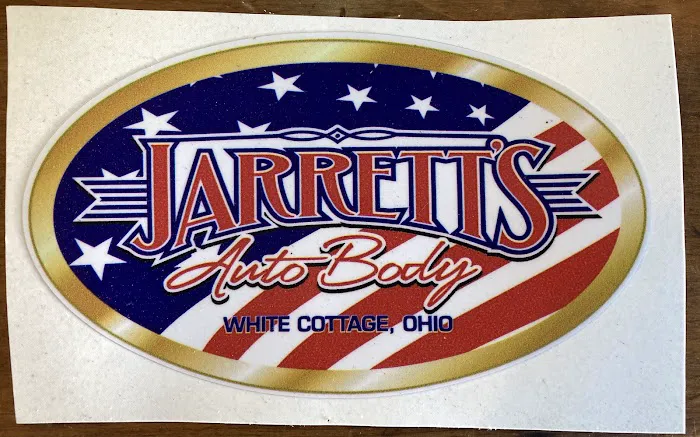 JARRETT'S
Auto Body
WHITE COTTAGE, OHIO